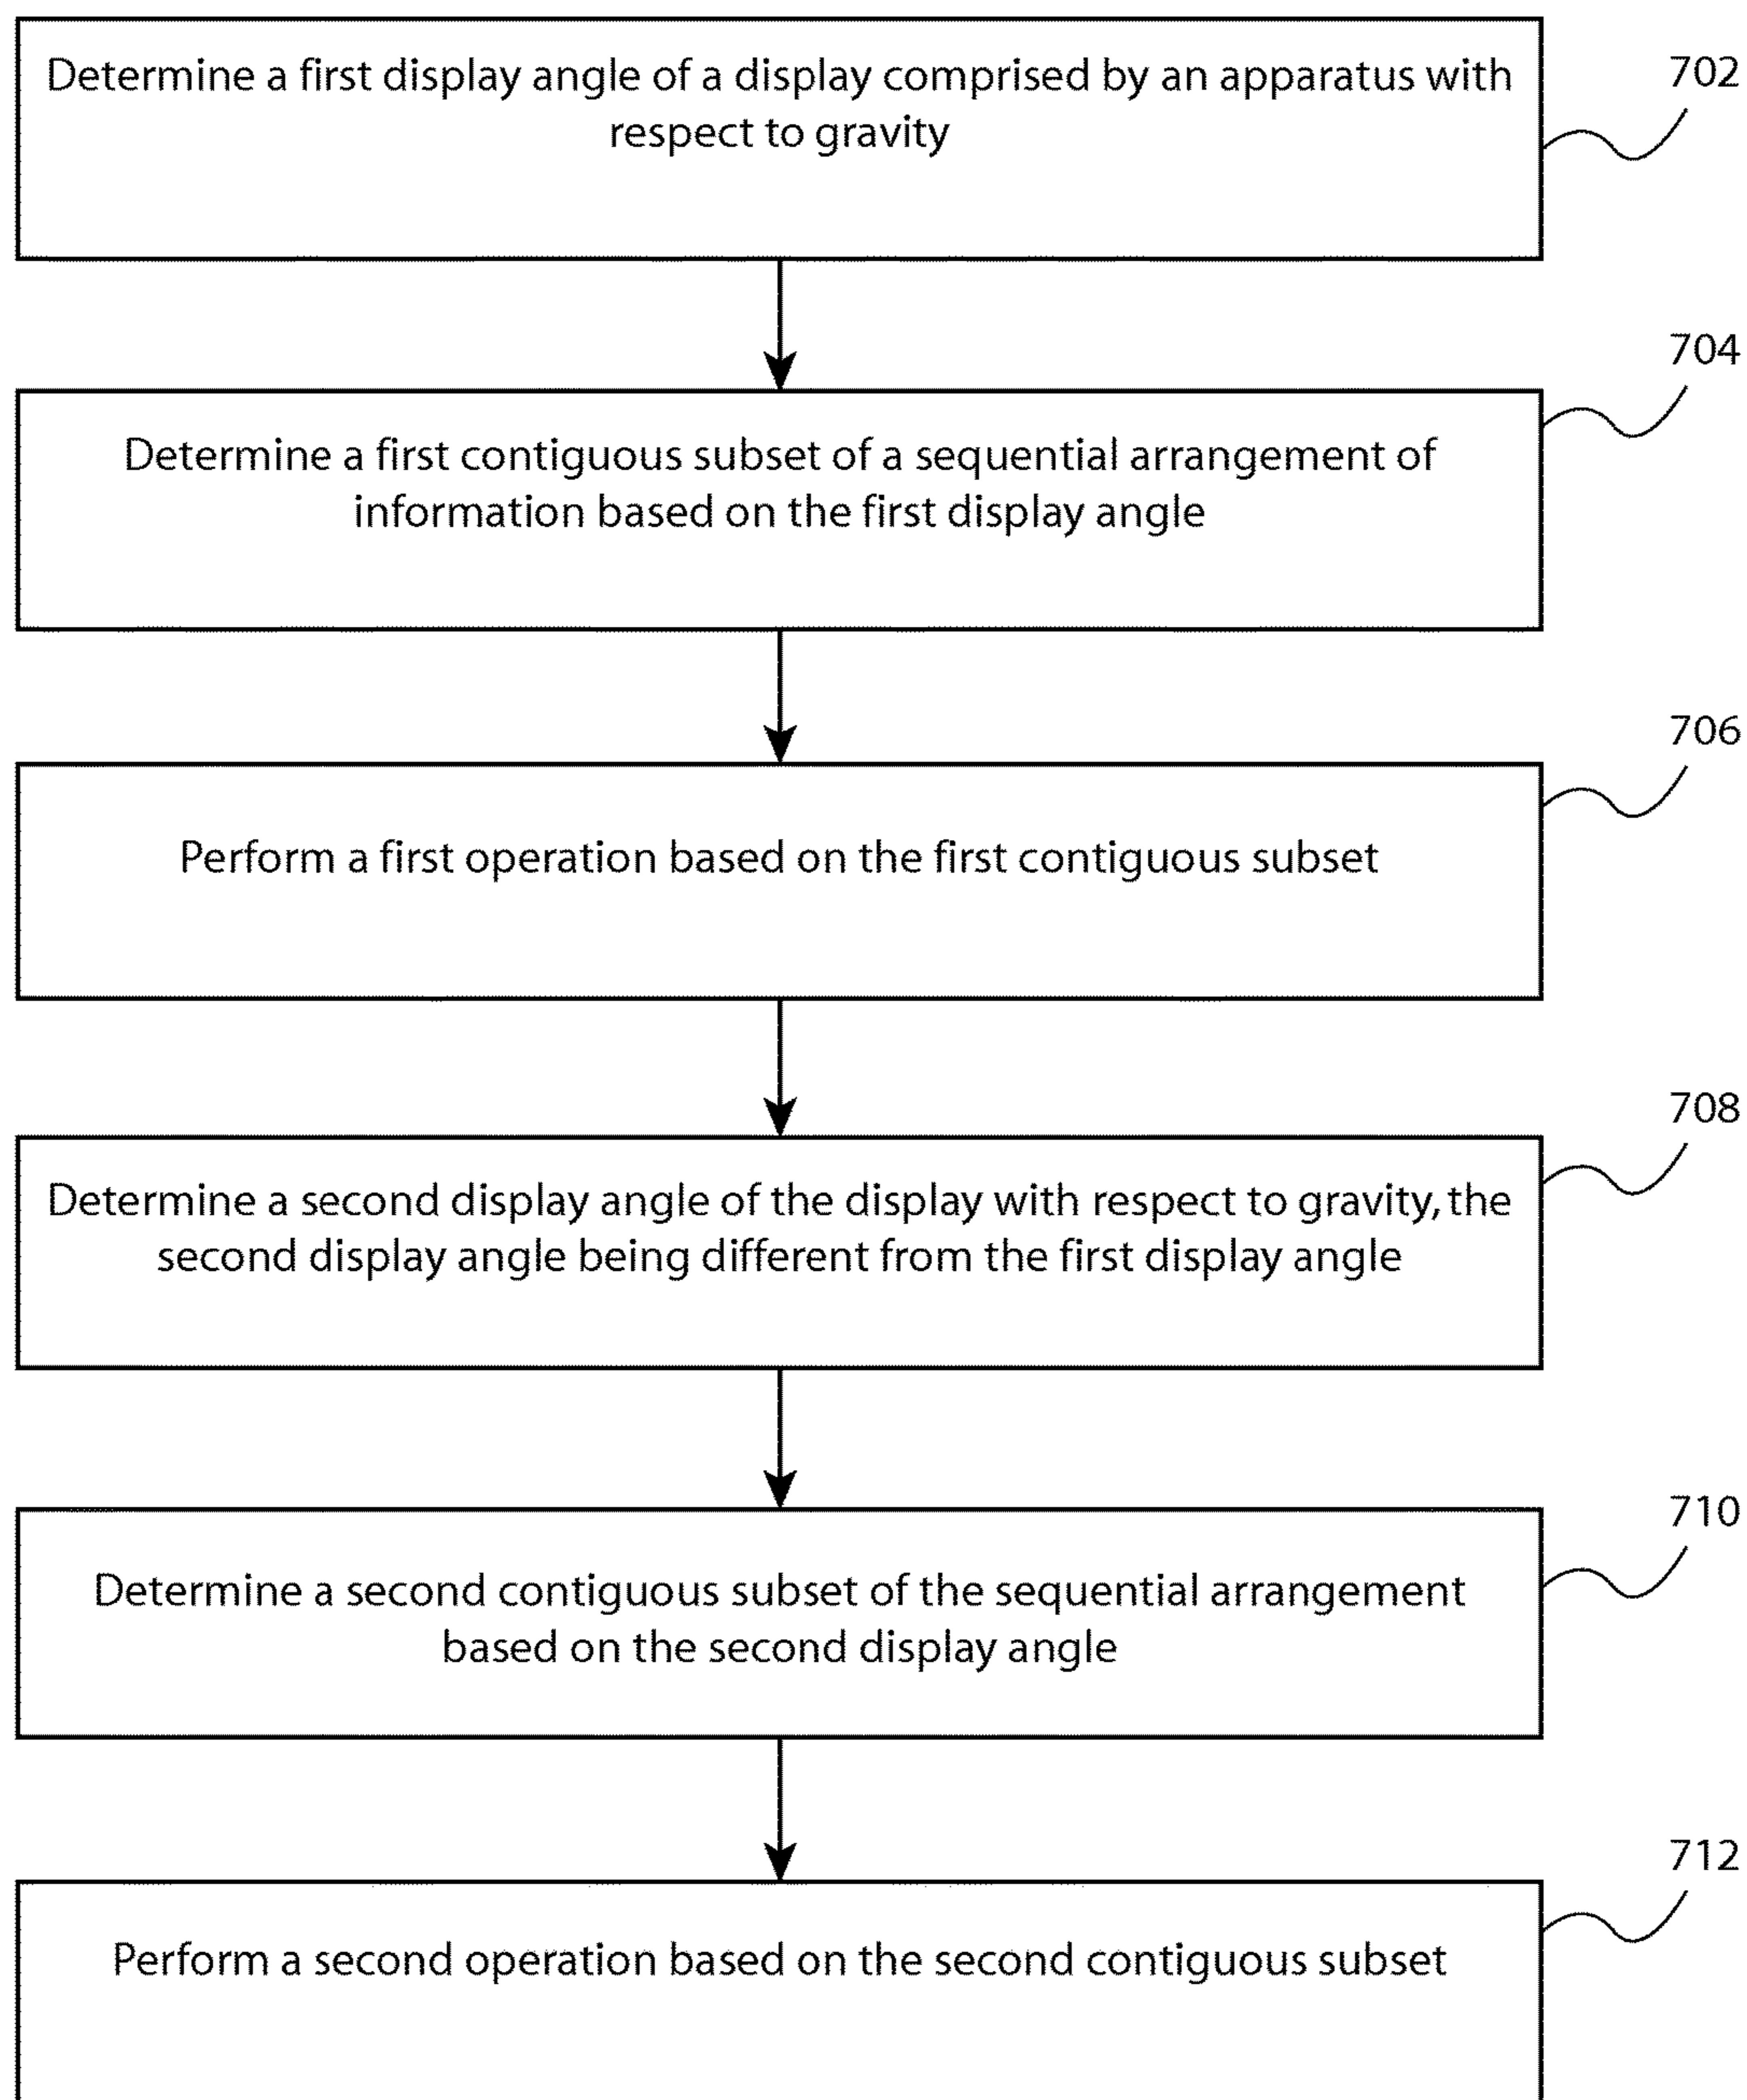 Determine a first display angle of a display comprised by an apparatus with
respect to gravity
702
Determine a first contiguous subset of a sequential arrangement of
information based on the first display angle
704
Perform a first operation based on the first contiguous subset
706
Determine a second display angle of the display with respect to gravity, the
second display angle being different from the first display angle
708
Determine a second contiguous subset of the sequential arrangement
based on the second display angle
710
Perform a second operation based on the second contiguous subset
712